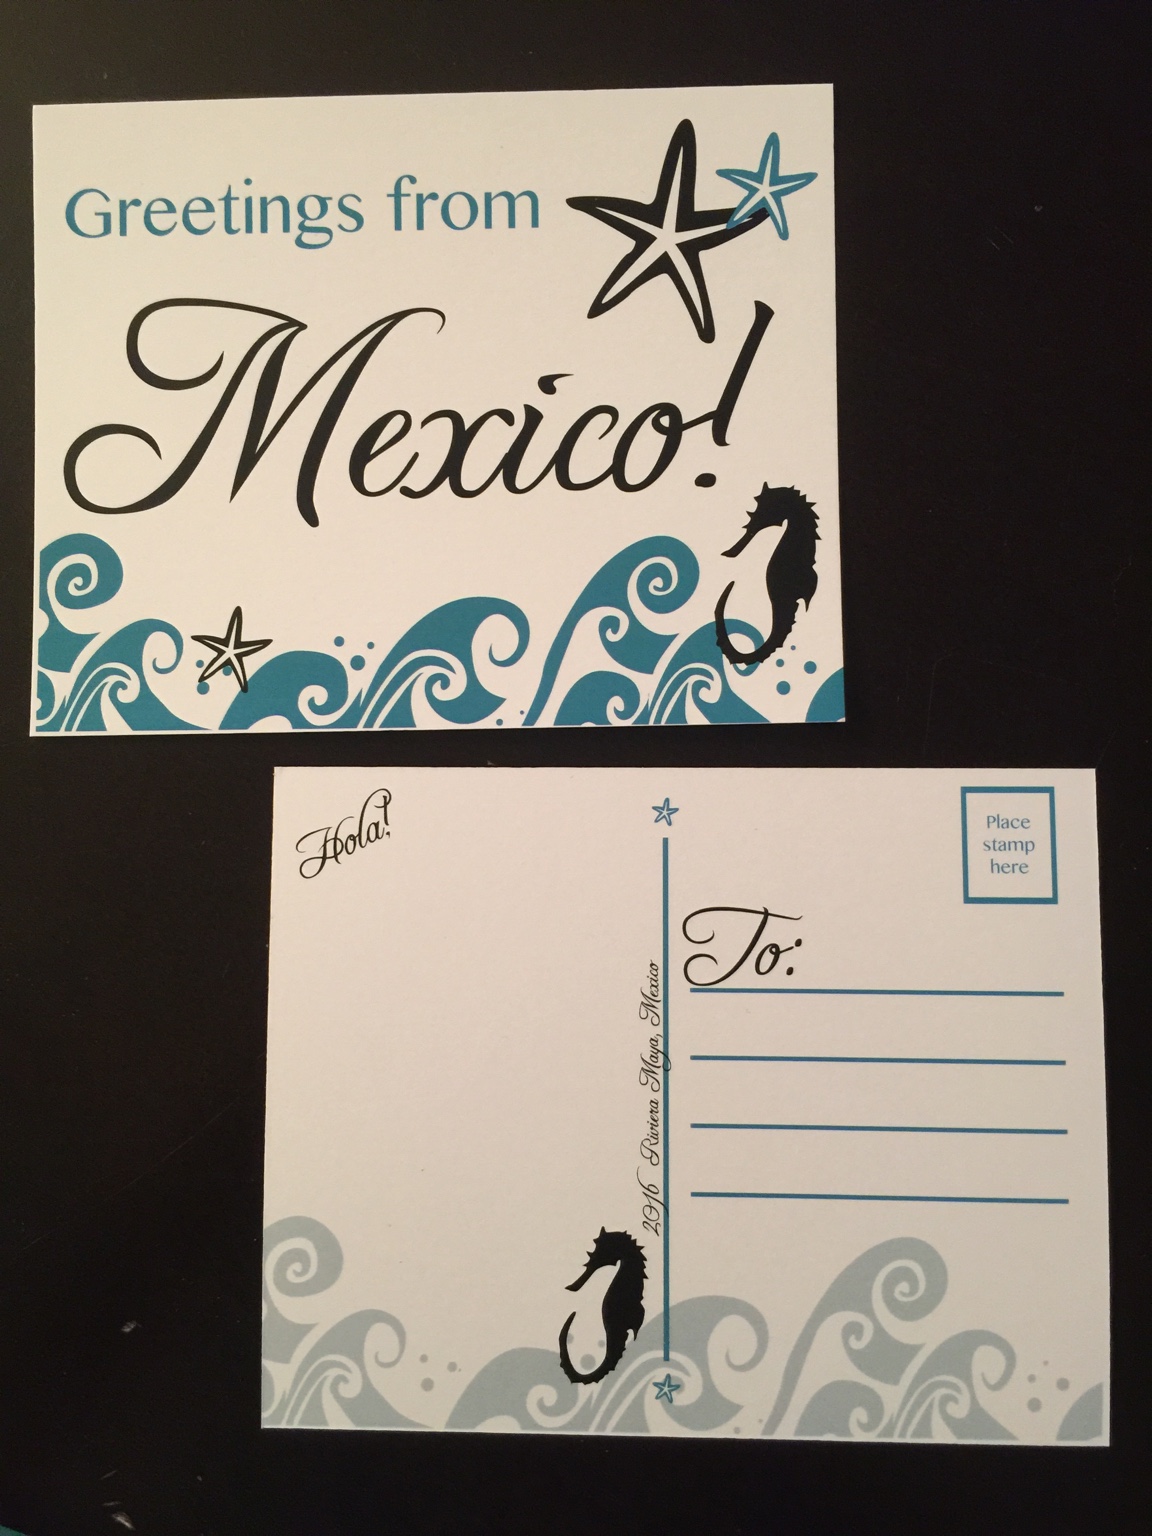 Greetings from
Mexico!
Hola!
2016 Riviera Maya, Mexico
Place
stamp
here
To: